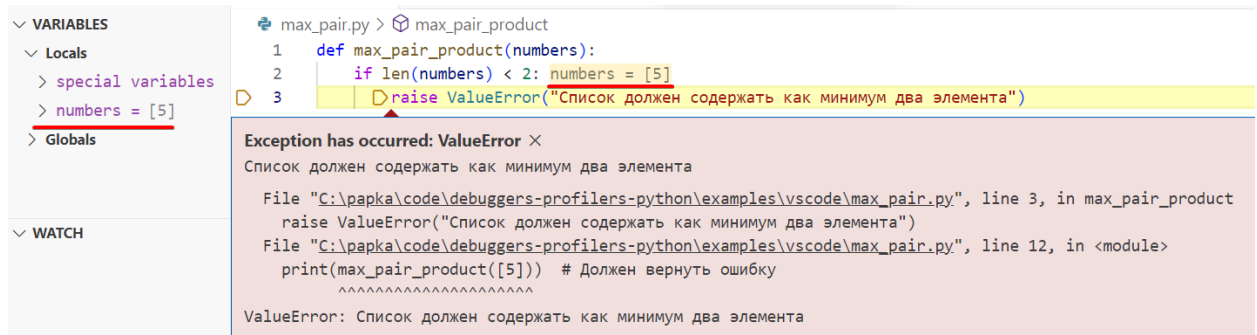 VARIABLES
Locals
special variables
numbers = [5]
Globals
WATCH
max_pair.py > max_pair_product
1 def max_pair_product(numbers):
2 if len(numbers) < 2: numbers = [5]
3 raise ValueError("Список должен содержать как минимум два элемента")
Exception has occurred: ValueError ×
Список должен содержать как минимум два элемента
File "C:\papka\code\debuggers-profilers-python\examples\vscode\max_pair.py", line 3, in max_pair_product
raise ValueError("Список должен содержать как минимум два элемента")
File "C:\papka\code\debuggers-profilers-python\examples\vscode\max_pair.py", line 12, in <module>
print(max_pair_product([5])) # Должен вернуть ошибку
^^^^^^^^^^^^^^^^^^^^^
ValueError: Список должен содержать как минимум два элемента